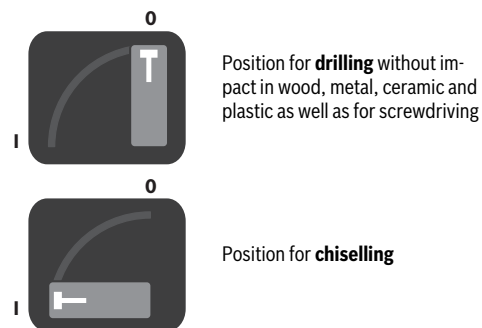 0
Position for drilling without im-
pact in wood, metal, ceramic and
plastic as well as for screwdriving
I
0
Position for chiselling
I